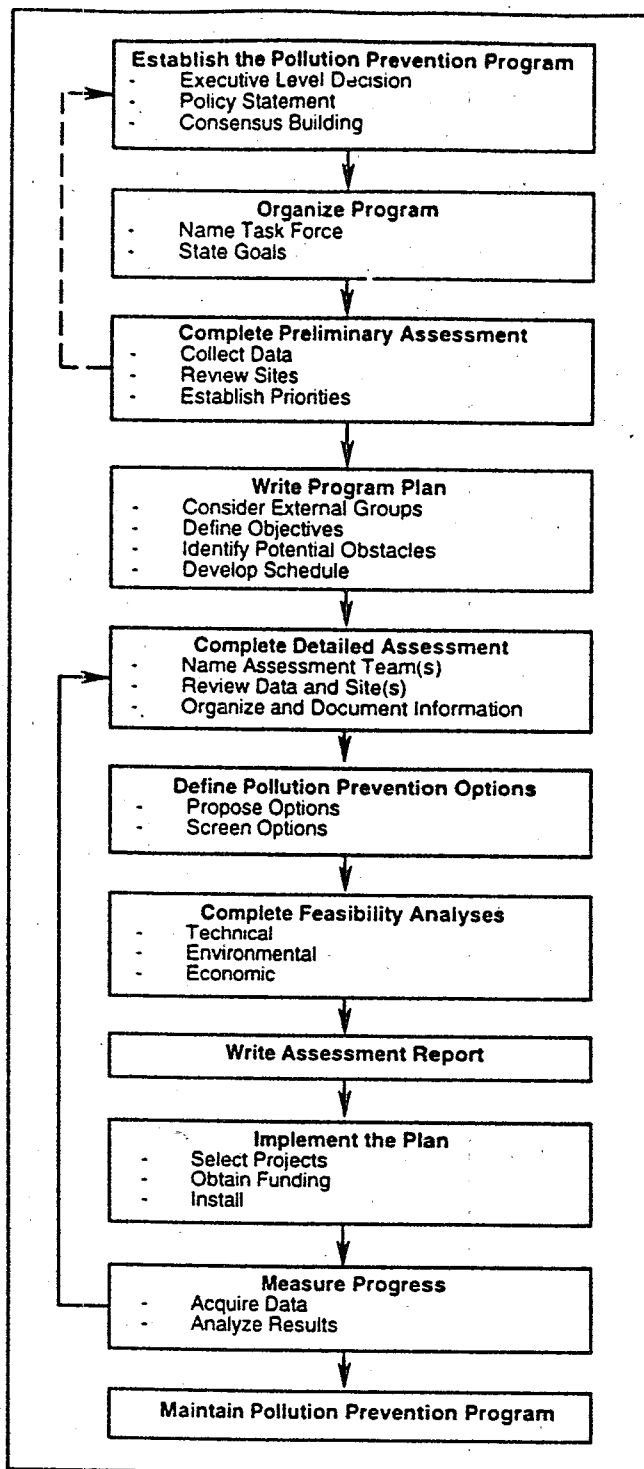 Establish the Pollution Prevention Program
- Executive Level Decision
- Policy Statement
- Consensus Building
Organize Program
- Name Task Force
- State Goals
Complete Preliminary Assessment
- Collect Data
- Review Sites
- Establish Priorities
Write Program Plan
- Consider External Groups
- Define Objectives
- Identify Potential Obstacles
- Develop Schedule
Complete Detailed Assessment
- Name Assessment Team(s)
- Review Data and Site(s)
- Organize and Document Information
Define Pollution Prevention Options
- Propose Options
- Screen Options
Complete Feasibility Analyses
- Technical
- Environmental
- Economic
Write Assessment Report
Implement the Plan
- Select Projects
- Obtain Funding
- Install
Measure Progress
- Acquire Data
- Analyze Results
Maintain Pollution Prevention Program